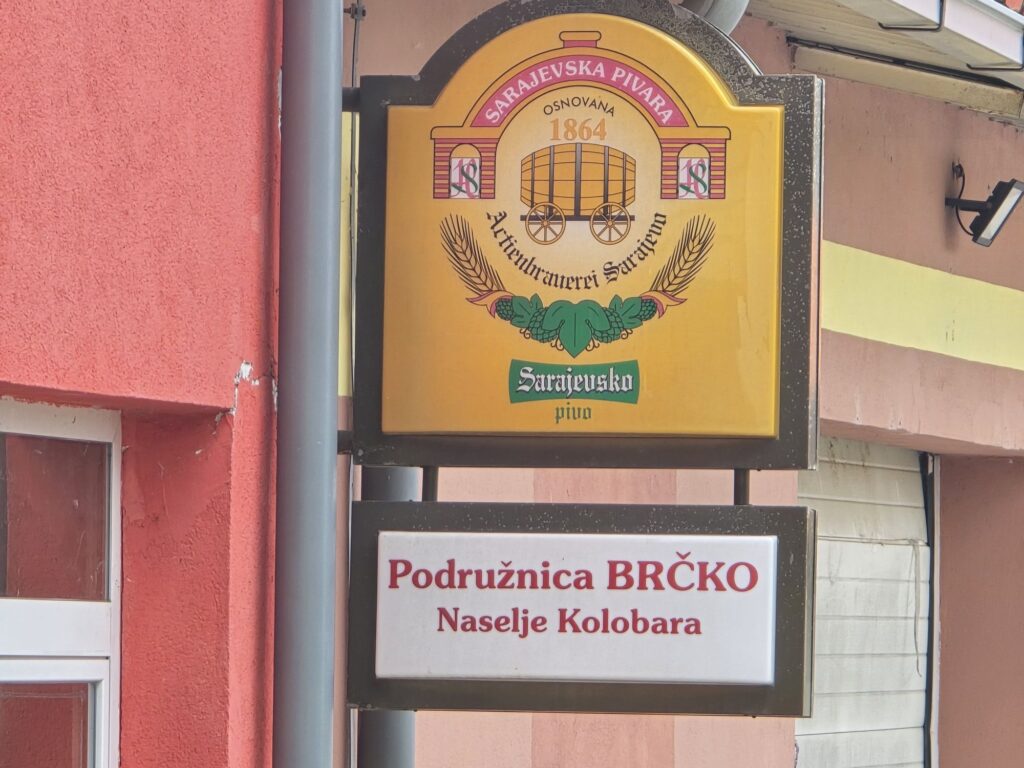 SARAJEVSKA PIVARA
OSNOVANA
1864
Actienbrauerei Sarajevo
Sarajevsko
pivo
Podružnica BRČKO
Naselje Kolobara